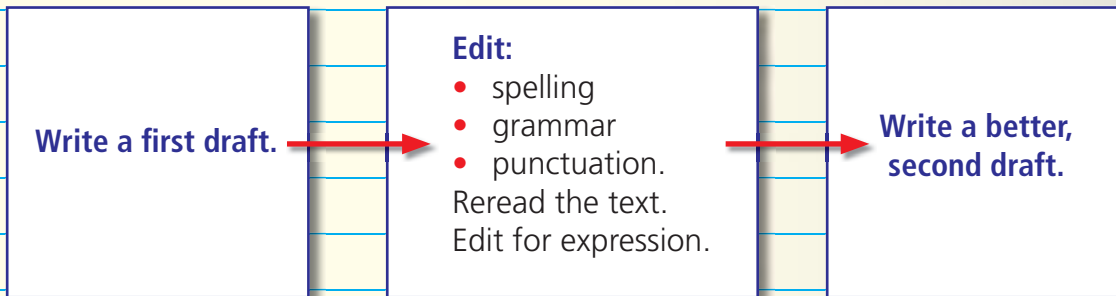 Write a first draft.
Edit:
• spelling
• grammar
• punctuation.
Reread the text.
Edit for expression.
Write a better,
second draft.